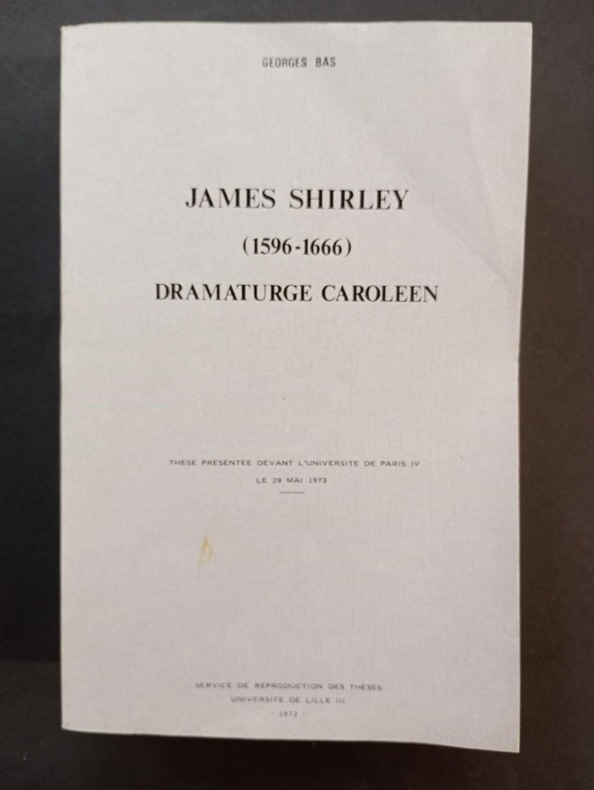 GEORGES BAS
JAMES SHIRLEY
(1596-1666)
DRAMATURGE CAROLEEN
THESE PRESENTEE DEVANT L'UNIVERSITE DE PARIS IV
LE 29 MAI 1973
SERVICE DE REPRODUCTION DES THESES
UNIVERSITE DE LILLE III
- 1973 -